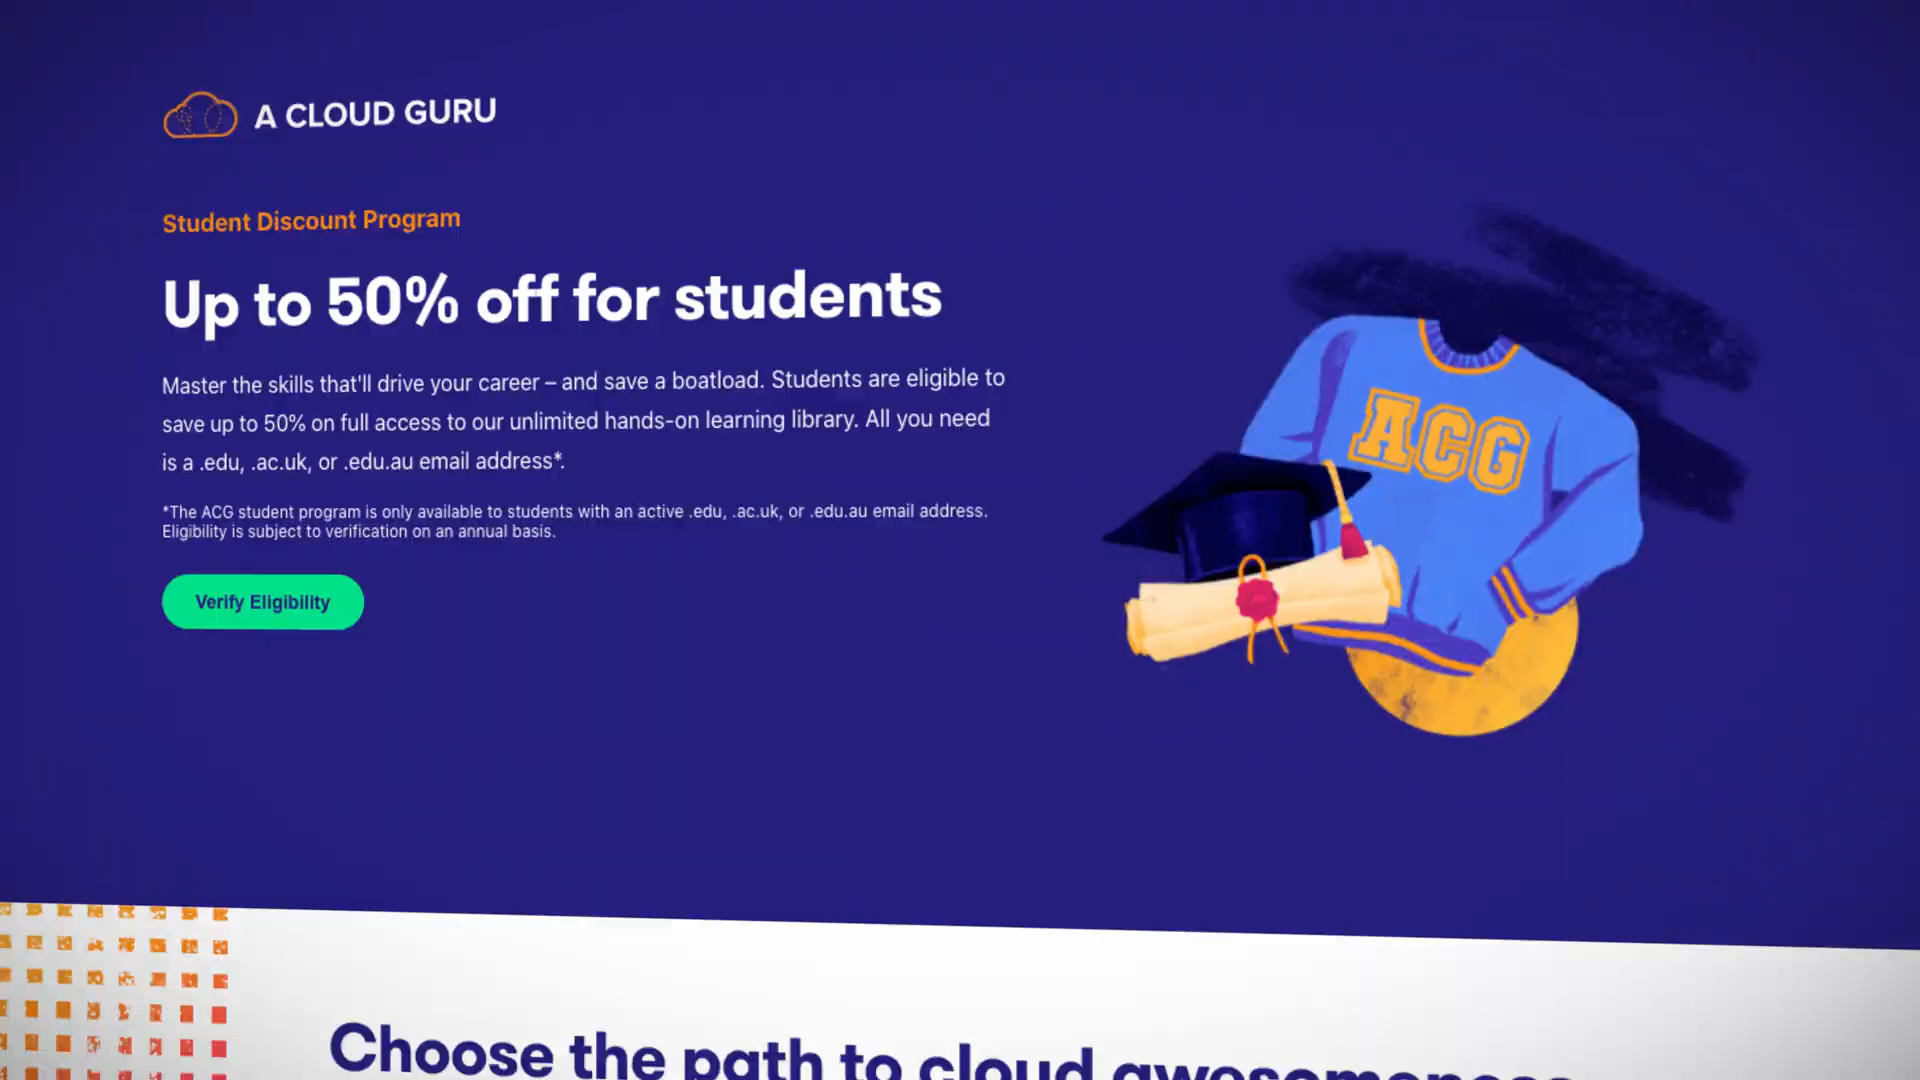 A CLOUD GURU
Student Discount Program
Up to 50% off for students
Master the skills that'll drive your career – and save a boatload. Students are eligible to
save up to 50% on full access to our unlimited hands-on learning library. All you need
is a .edu, .ac.uk, or .edu.au email address*.
ACG
*The ACG student program is only available to students with an active .edu, .ac.uk, or .edu.au email address.
Eligibility is subject to verification on an annual basis.
Verify Eligibility
Choose the path to cloud awesomeness